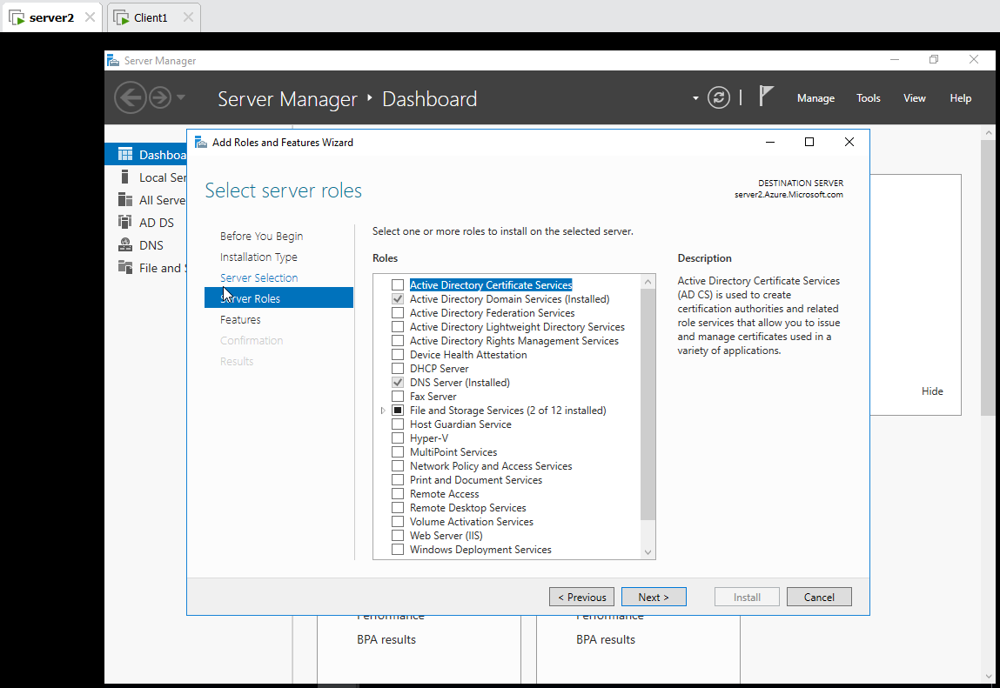 server2
Client1
Server Manager
Server Manager
Dashboard
Manage
Tools
View
Help
Add Roles and Features Wizard
Select server roles
DESTINATION SERVER
server2.Azure.Microsoft.com
Local Ser
All Serve
AD DS
DNS
File and
Before You Begin
Installation Type
Server Selection
Server Roles
Features
Confirmation
Results
Select one or more roles to install on the selected server.
Roles
Active Directory Certificate Services
Active Directory Domain Services (Installed)
Active Directory Federation Services
Active Directory Lightweight Directory Services
Active Directory Rights Management Services
Device Health Attestation
DHCP Server
DNS Server (Installed)
Fax Server
File and Storage Services (2 of 12 installed)
Host Guardian Service
Hyper-V
MultiPoint Services
Network Policy and Access Services
Print and Document Services
Remote Access
Remote Desktop Services
Volume Activation Services
Web Server (IIS)
Windows Deployment Services
Description
Active Directory Certificate Services
(AD CS) is used to create
certification authorities and related
role services that allow you to issue
and manage certificates used in a
variety of applications.
Hide
< Previous
Next >
Install
Cancel
Performance
BPA results
Performance
BPA results